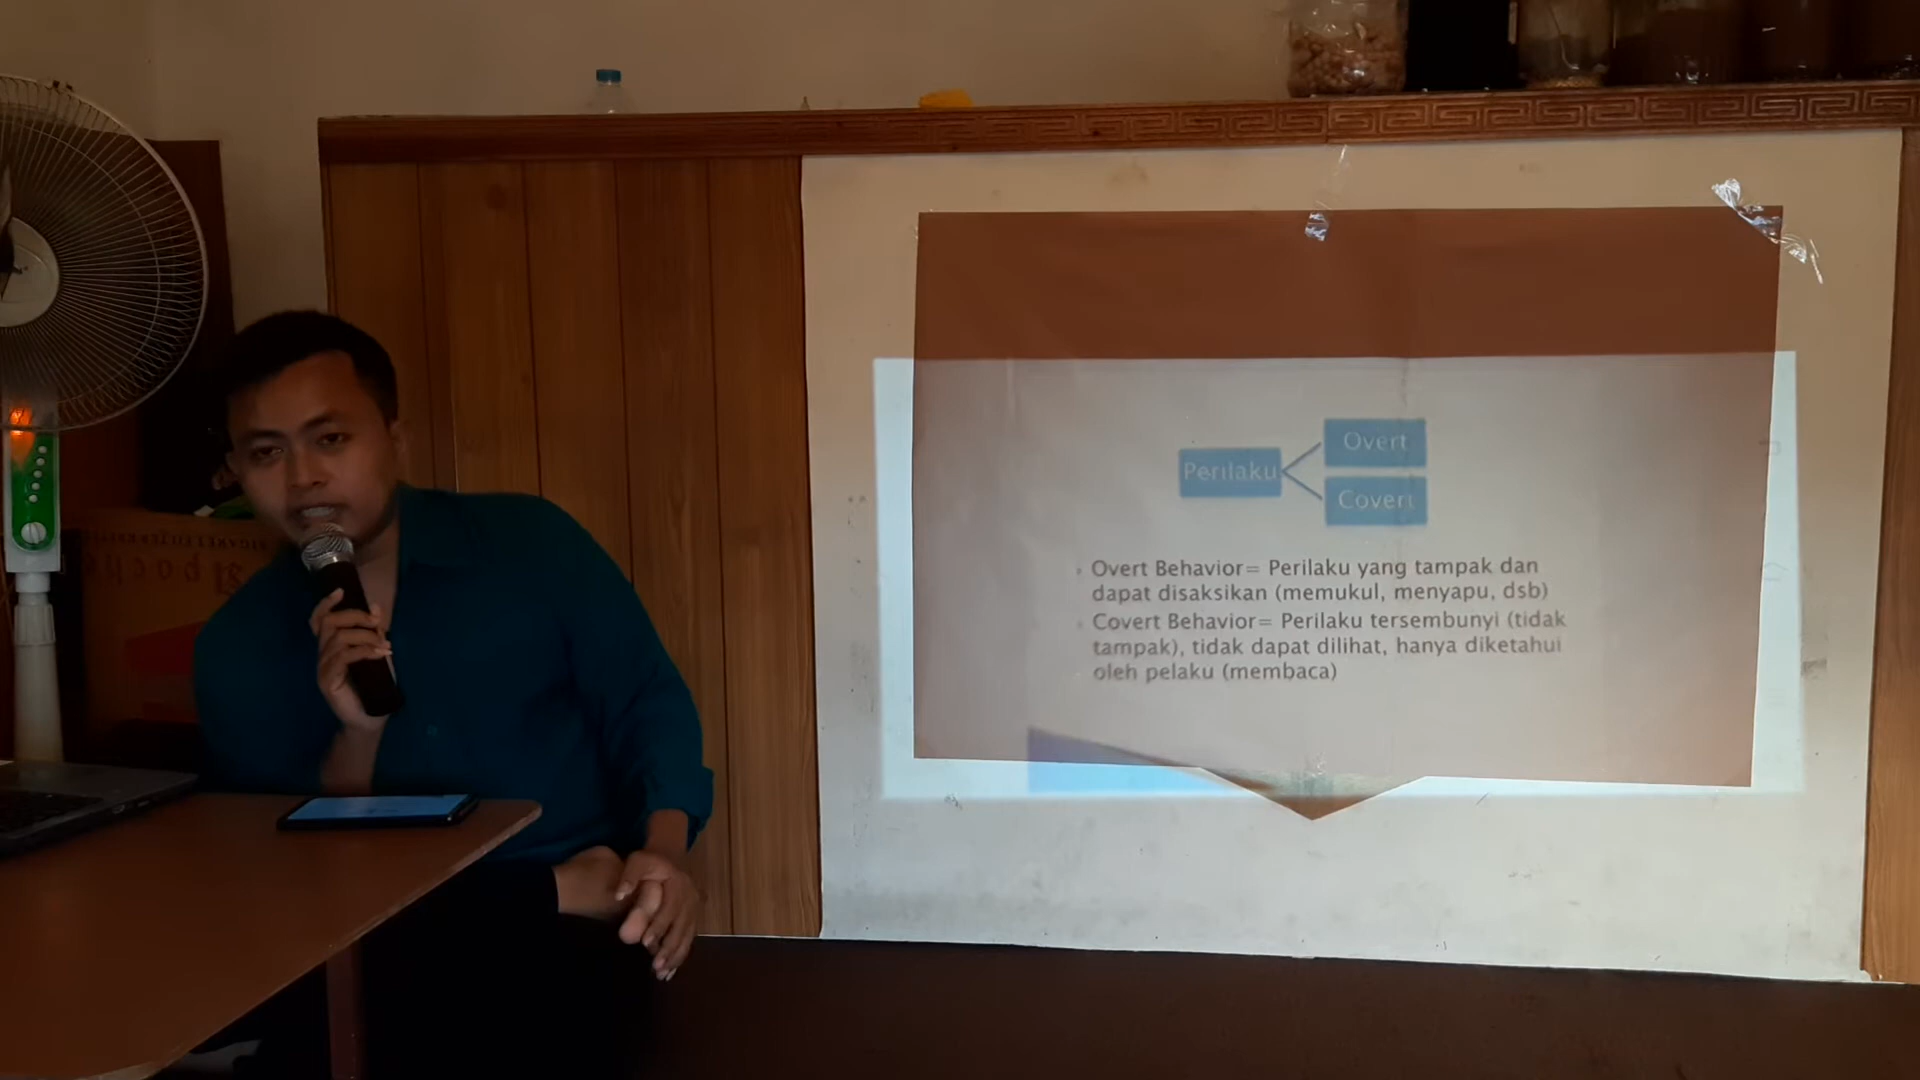 Overt
Perilaku
Covert
Overt Behavior= Perilaku yang tampak dan
dapat disaksikan (memukul, menyapu, dsb)
Covert Behavior= Perilaku tersembunyi (tidak
tampak), tidak dapat dilihat, hanya diketahui
oleh pelaku (membaca)